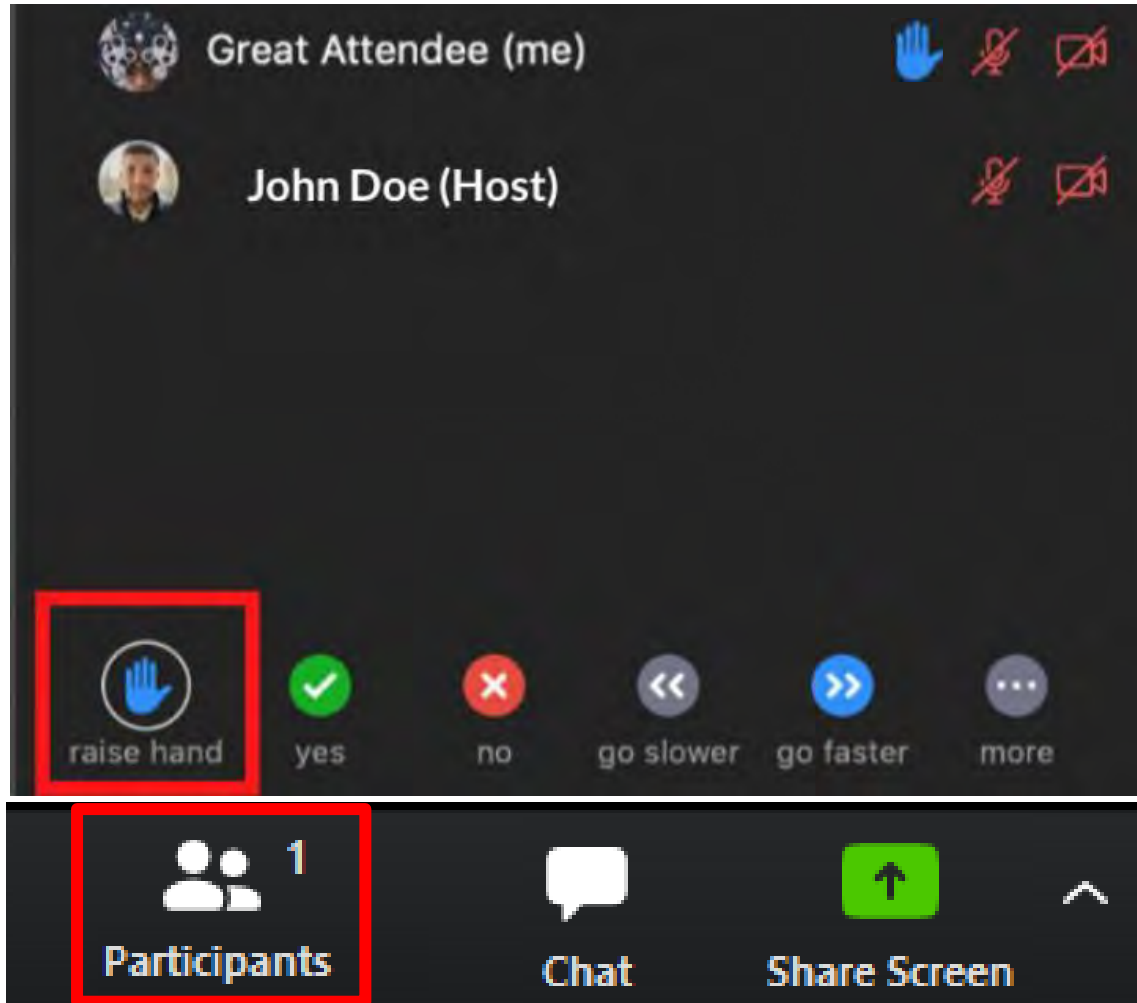 Great Attendee (me)
John Doe (Host)
raise hand yes no go slower go faster more
1
Participants Chat Share Screen